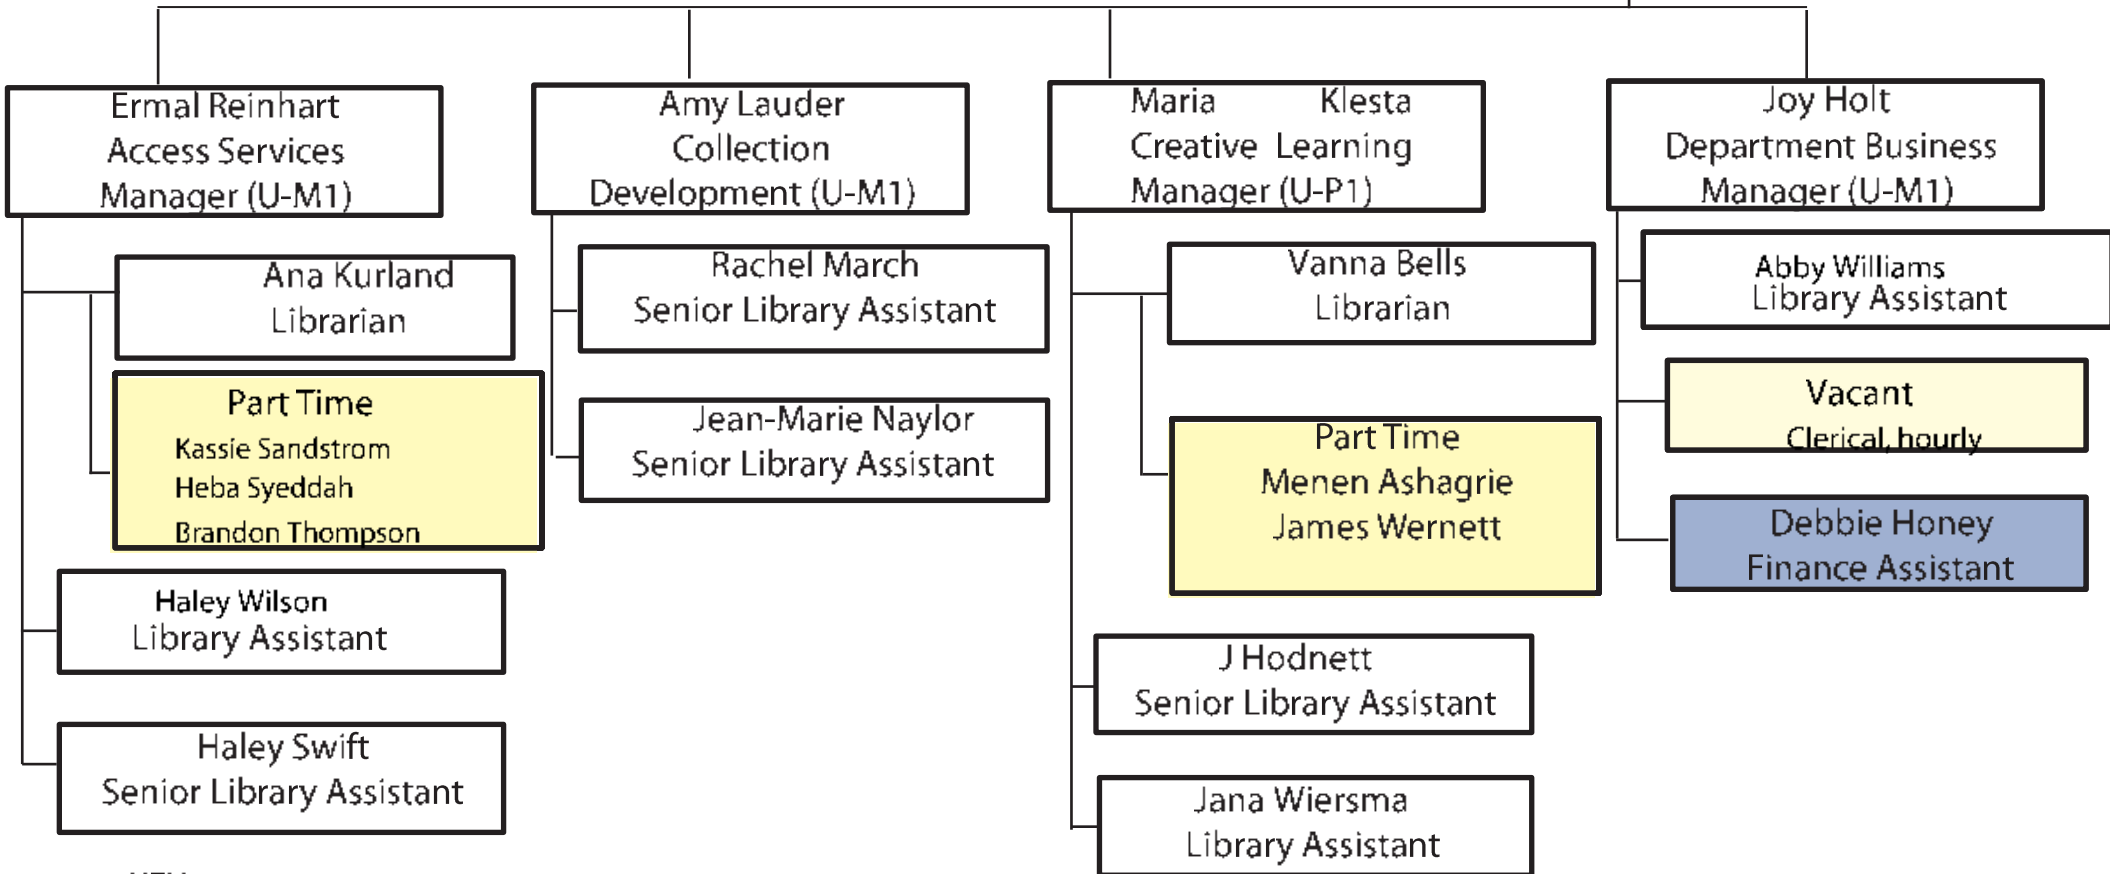 Ermal Reinhart
Access Services
Manager (U-M1)
Amy Lauder
Collection
Development (U-M1)
Maria Klesta
Creative Learning
Manager (U-P1)
Joy Holt
Department Business
Manager (U-M1)
Ana Kurland
Librarian
Part Time
Kassie Sandstrom
Heba Syeddah
Brandon Thompson
Haley Wilson
Library Assistant
Haley Swift
Senior Library Assistant
Rachel March
Senior Library Assistant
Jean-Marie Naylor
Senior Library Assistant
Vanna Bells
Librarian
Part Time
Menen Ashagrie
James Wernett
J Hodnett
Senior Library Assistant
Jana Wiersma
Library Assistant
Abby Williams
Library Assistant
Vacant
Clerical, hourly
Debbie Honey
Finance Assistant